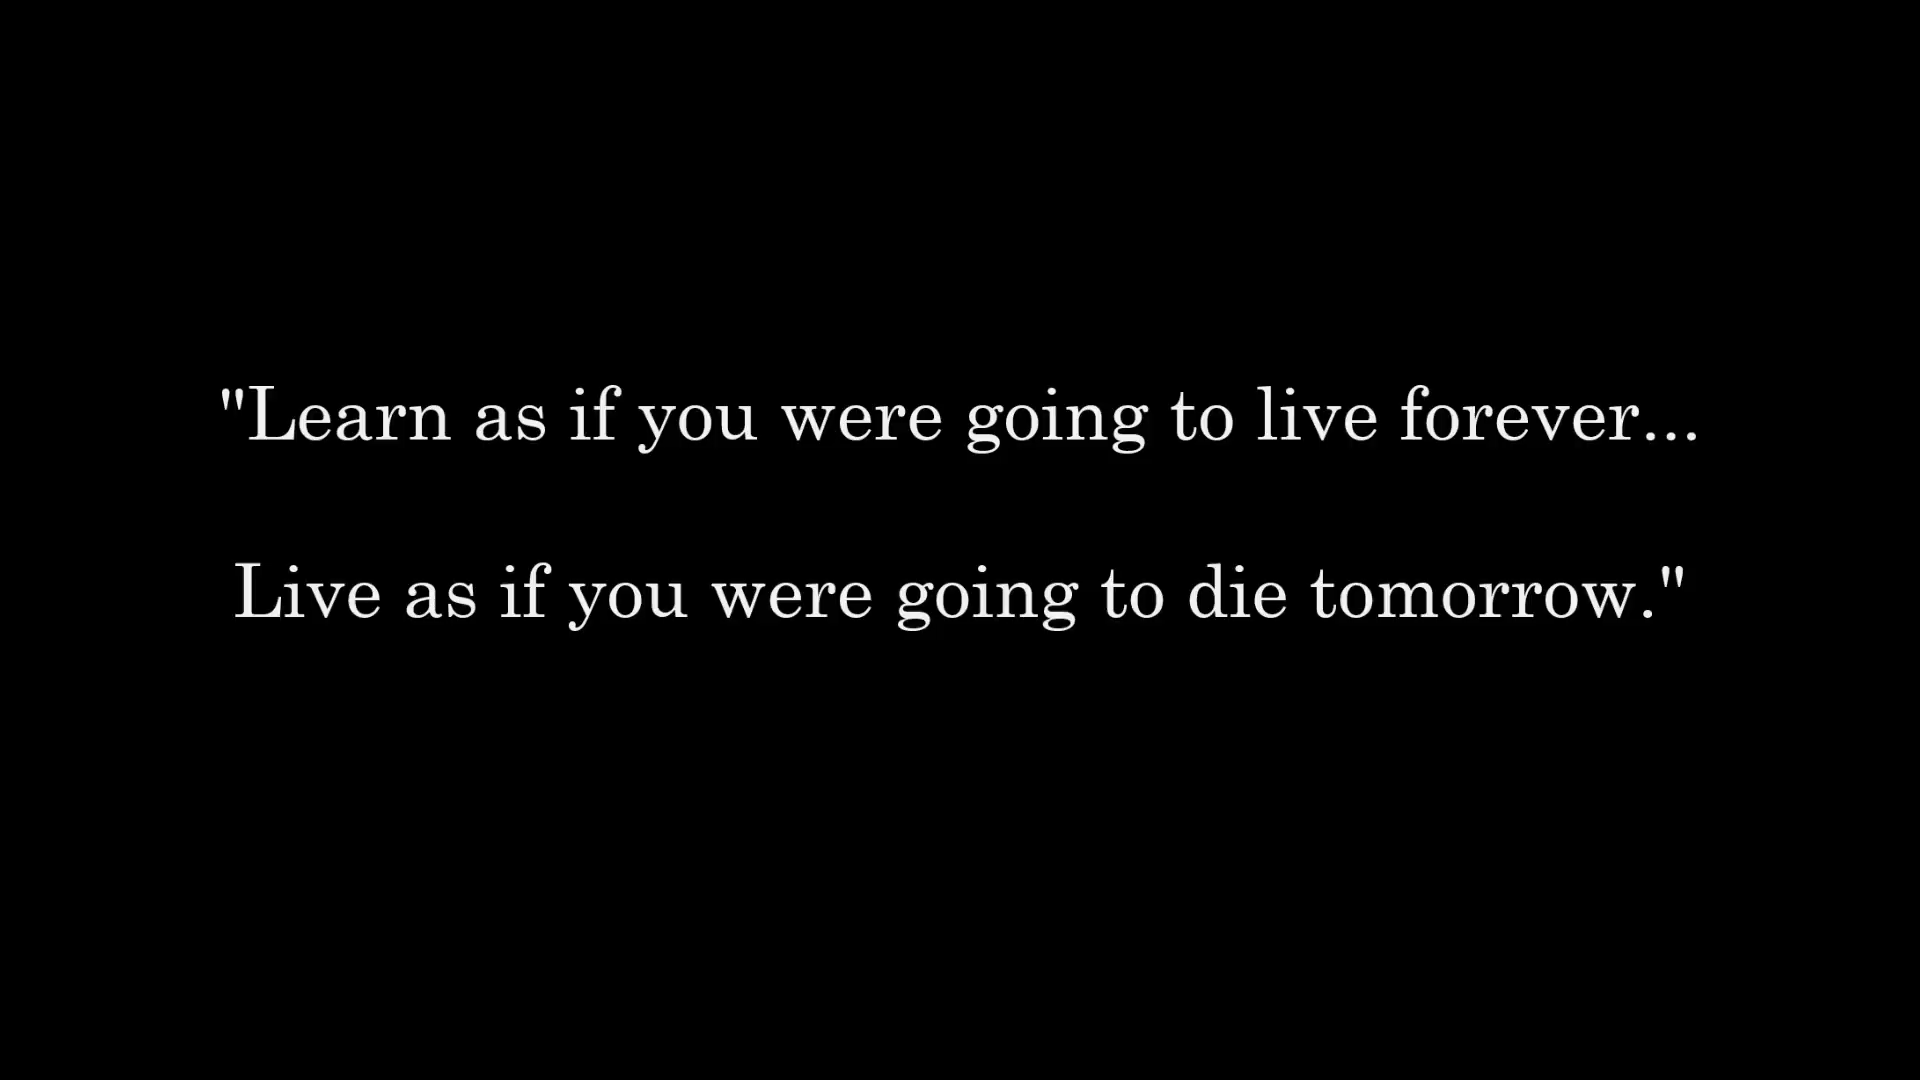 "Learn as if you were going to live forever...
Live as if you were going to die tomorrow."